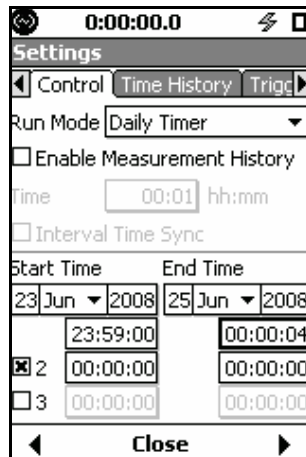 0:00:00.0
Settings
Control Time History Trigg
Run Mode Daily Timer
Enable Measurement History
Time 00:01 hh:mm
Interval Time Sync
Start Time End Time
23 Jun 2008 25 Jun 2008
23:59:00 00:00:04
2 00:00:00 00:00:00
3 00:00:00 00:00:00
Close